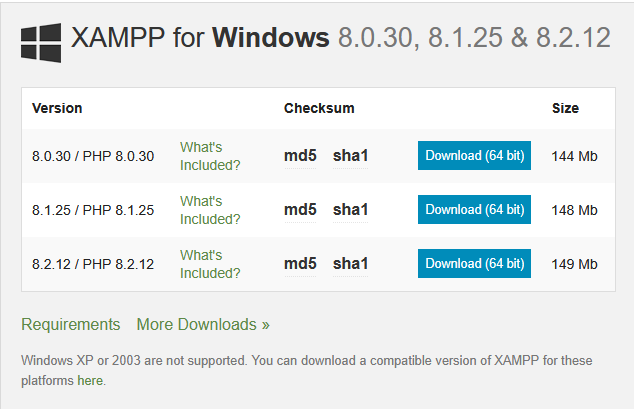 XAMPP for Windows 8.0.30, 8.1.25 & 8.2.12
Version Checksum Size
8.0.30 / PHP 8.0.30 What's Included? md5 sha1 Download (64 bit) 144 Mb
8.1.25 / PHP 8.1.25 What's Included? md5 sha1 Download (64 bit) 148 Mb
8.2.12 / PHP 8.2.12 What's Included? md5 sha1 Download (64 bit) 149 Mb
Requirements More Downloads »
Windows XP or 2003 are not supported. You can download a compatible version of XAMPP for these
platforms here.